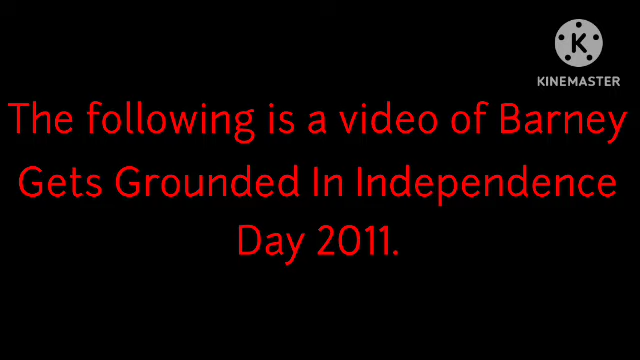 K
KINEMASTER
The following is a video of Barney
Gets Grounded In Independence
Day 2011.